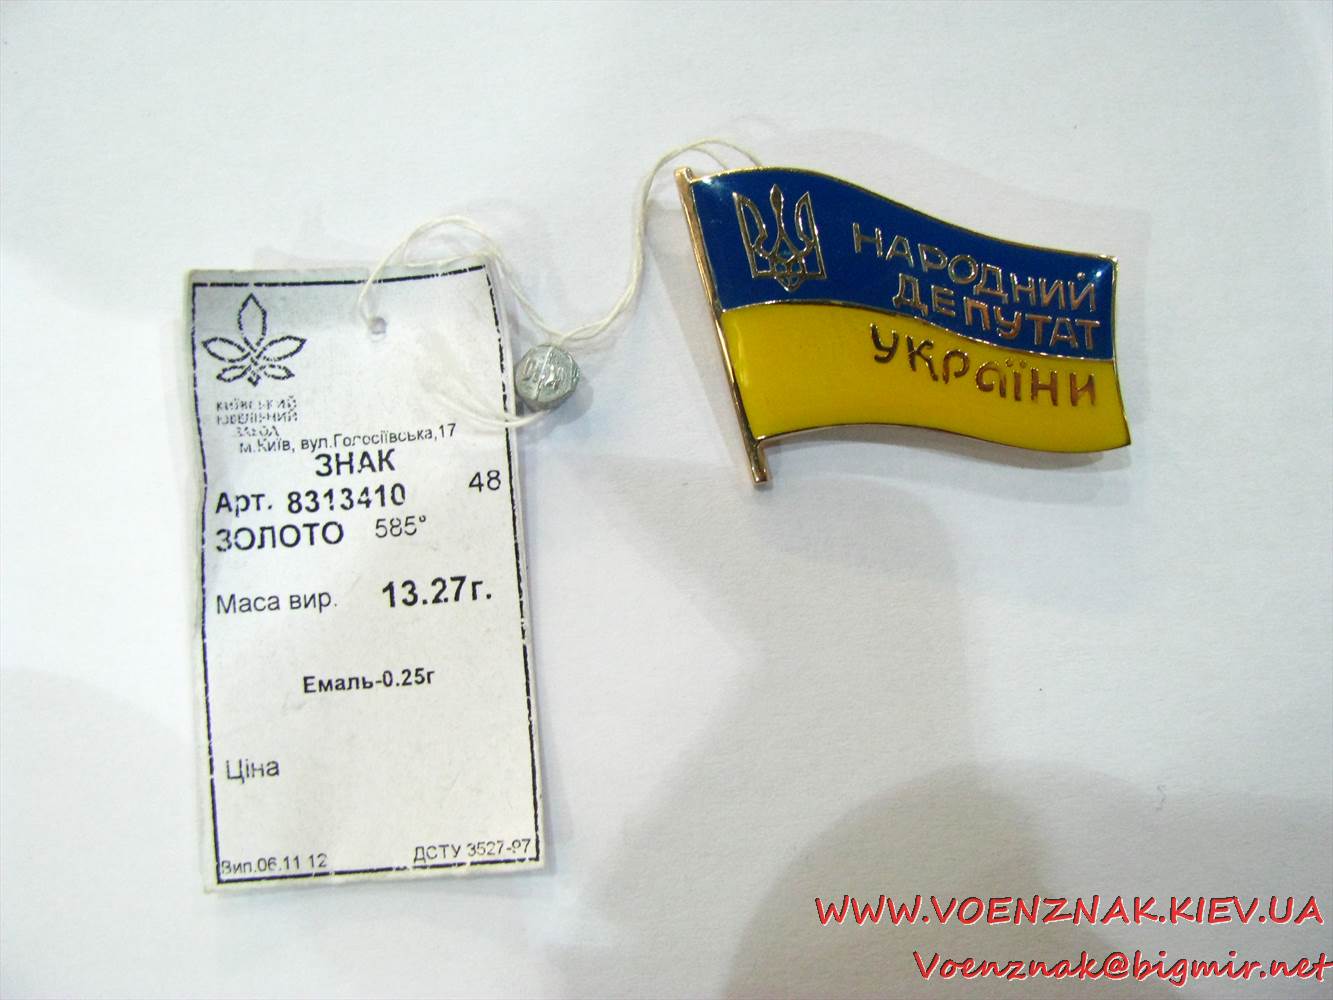 КИЇВСЬКИЙ
ЮВЕЛІРНИЙ
ЗАВОД
м.Київ, вул.Голосіївська,17
ЗНАК
48
Арт. 8313410
ЗОЛОТО 585°
Маса вир. 13.27г.
Емаль-0.25г
Ціна
Вип.06.11.12 ДСТУ 3527-97
НАРОДНИЙ
ДЕПУТАТ
УКРАЇНИ
WWW.VOENZNAK.KIEV.UA
Voenznak@bigmir.net